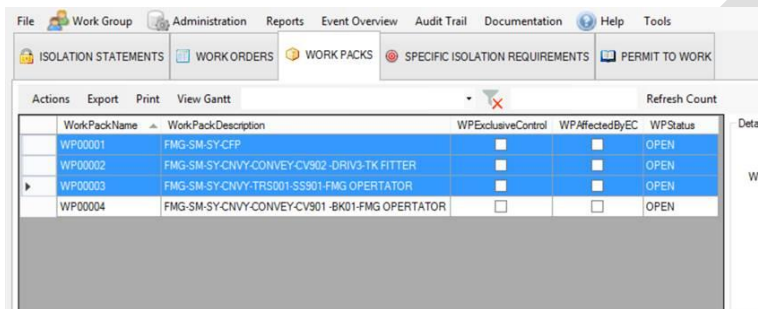 File Work Group Administration Reports Event Overview Audit Trail Documentation Help Tools
ISOLATION STATEMENTS WORK ORDERS WORK PACKS SPECIFIC ISOLATION REQUIREMENTS PERMIT TO WORK
Actions Export Print View Gantt Refresh Count
WorkPackName WorkPackDescription WPExclusiveControl WPAffectedByEC WPStatus
WP00001 FMG-SM-SY-CFP OPEN
WP00002 FMG-SM-SY-CNVY-CONVEY-CV902 -DRIV3-TK FITTER OPEN
WP00003 FMG-SM-SY-CNVY-TRS001-SS901-FMG OPERTATOR OPEN
WP00004 FMG-SM-SY-CNVY-CONVEY-CV901 -BK01-FMG OPERTATOR OPEN